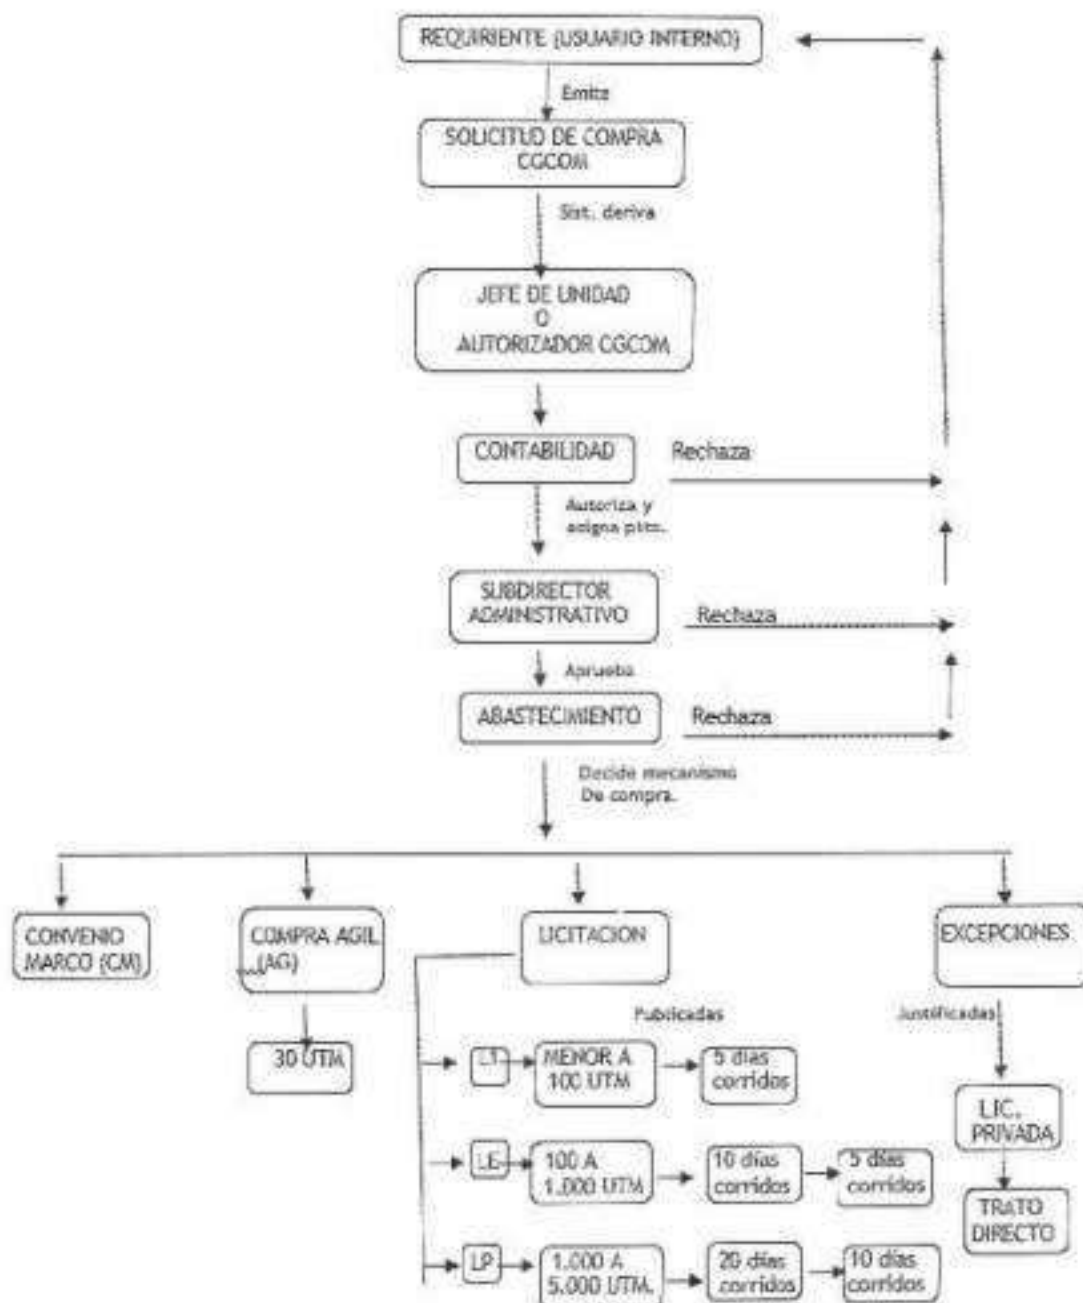 REQUIRIENTE (USUARIO INTERNO)
Emite
SOLICITUD DE COMPRA
CGCOM
Sist. deriva
JEFE DE UNIDAD
O
AUTORIZADOR CGCOM
CONTABILIDAD
Rechaza
Autoriza y
asigna ppto.
SUBDIRECTOR
ADMINISTRATIVO
Rechaza
Aprueba
ABASTECIMIENTO
Rechaza
Decide mecanismo
De compra.
CONVENIO
MARCO (CM)
COMPRA AGIL
(AG)
30 UTM
LICITACION
EXCEPCIONES
Publicadas
Justificadas
L1
MENOR A
100 UTM
5 días
corridos
LIC.
PRIVADA
LE
100 A
1.000 UTM
10 días
corridos
5 días
corridos
TRATO
DIRECTO
LP
1.000 A
5.000 UTM.
20 días
corridos
10 días
corridos